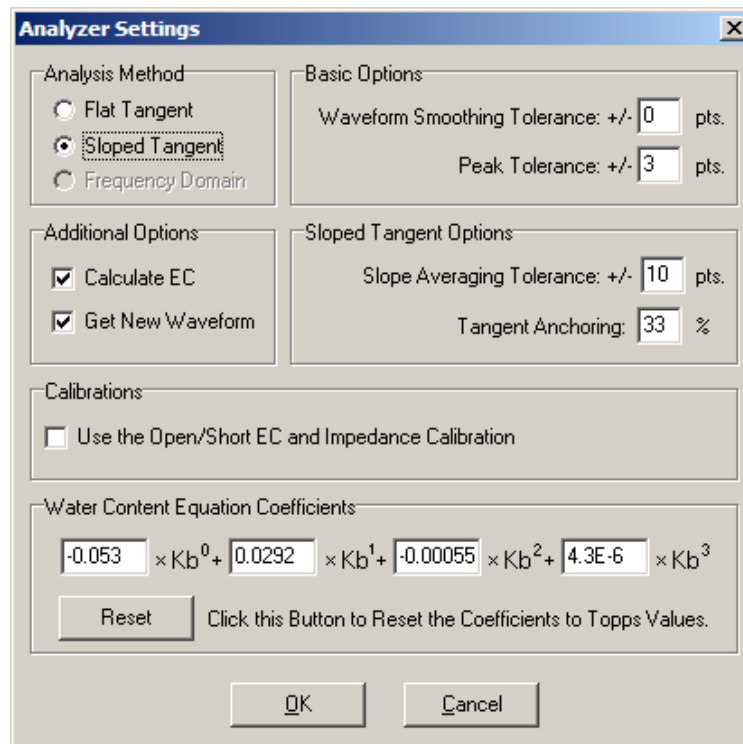 Analyzer Settings
Analysis Method
Flat Tangent
Sloped Tangent
Frequency Domain
Basic Options
Waveform Smoothing Tolerance: +/- 0 pts.
Peak Tolerance: +/- 3 pts.
Additional Options
Calculate EC
Get New Waveform
Sloped Tangent Options
Slope Averaging Tolerance: +/- 10 pts.
Tangent Anchoring: 33 %
Calibrations
Use the Open/Short EC and Impedance Calibration
Water Content Equation Coefficients
-0.053 × Kb⁰+ 0.0292 × Kb¹+ -0.00055 × Kb²+ 4.3E-6 × Kb³
Reset Click this Button to Reset the Coefficients to Topps Values.
OK Cancel